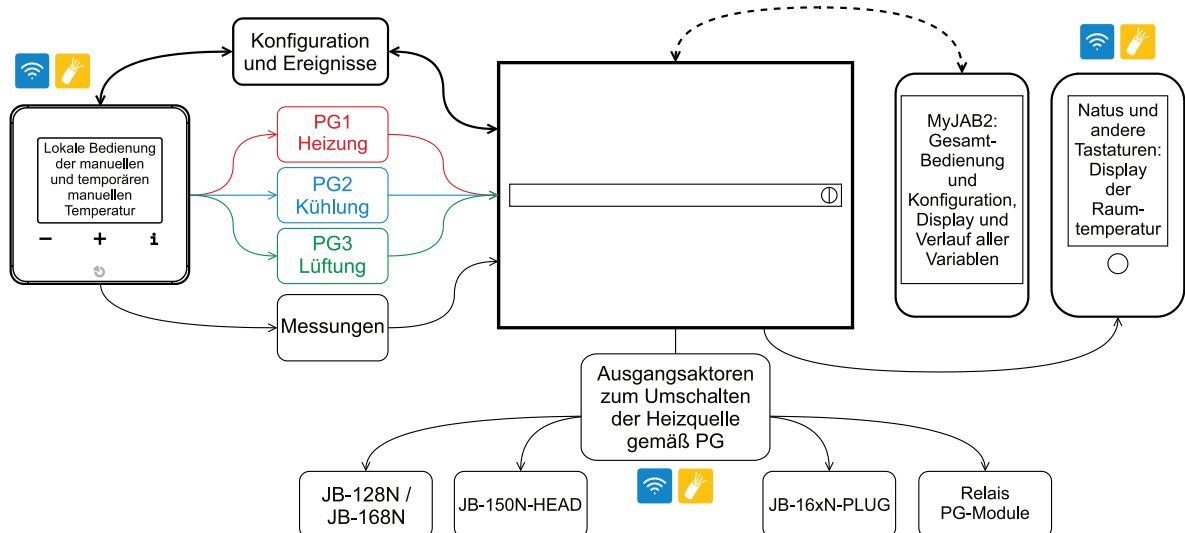 Konfiguration
und Ereignisse
Lokale Bedienung
der manuellen
und temporären
manuellen
Temperatur
− + i
PG1
Heizung
PG2
Kühlung
PG3
Lüftung
Messungen
MyJAB2:
Gesamt-
Bedienung
und
Konfiguration,
Display und
Verlauf aller
Variablen
Natus und
andere
Tastaturen:
Display
der
Raum-
temperatur
Ausgangsaktoren
zum Umschalten
der Heizquelle
gemäß PG
JB-128N /
JB-168N
JB-150N-HEAD
JB-16xN-PLUG
Relais
PG-Module